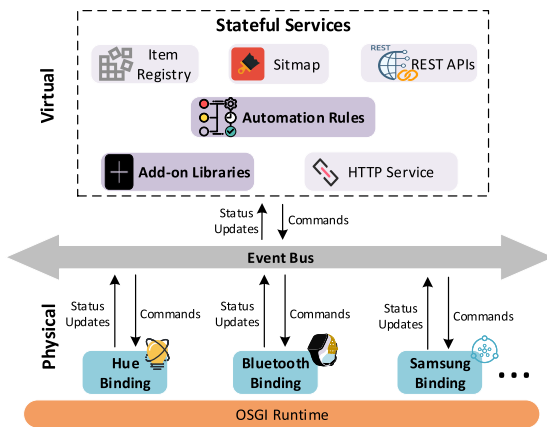 Stateful Services
Virtual
Item
Registry
Sitmap
REST
REST APIs
Automation Rules
Add-on Libraries
HTTP Service
Status
Updates
Commands
Event Bus
Physical
Status
Updates
Commands
Status
Updates
Commands
Status
Updates
Commands
Hue
Binding
Bluetooth
Binding
Samsung
Binding
...
OSGI Runtime